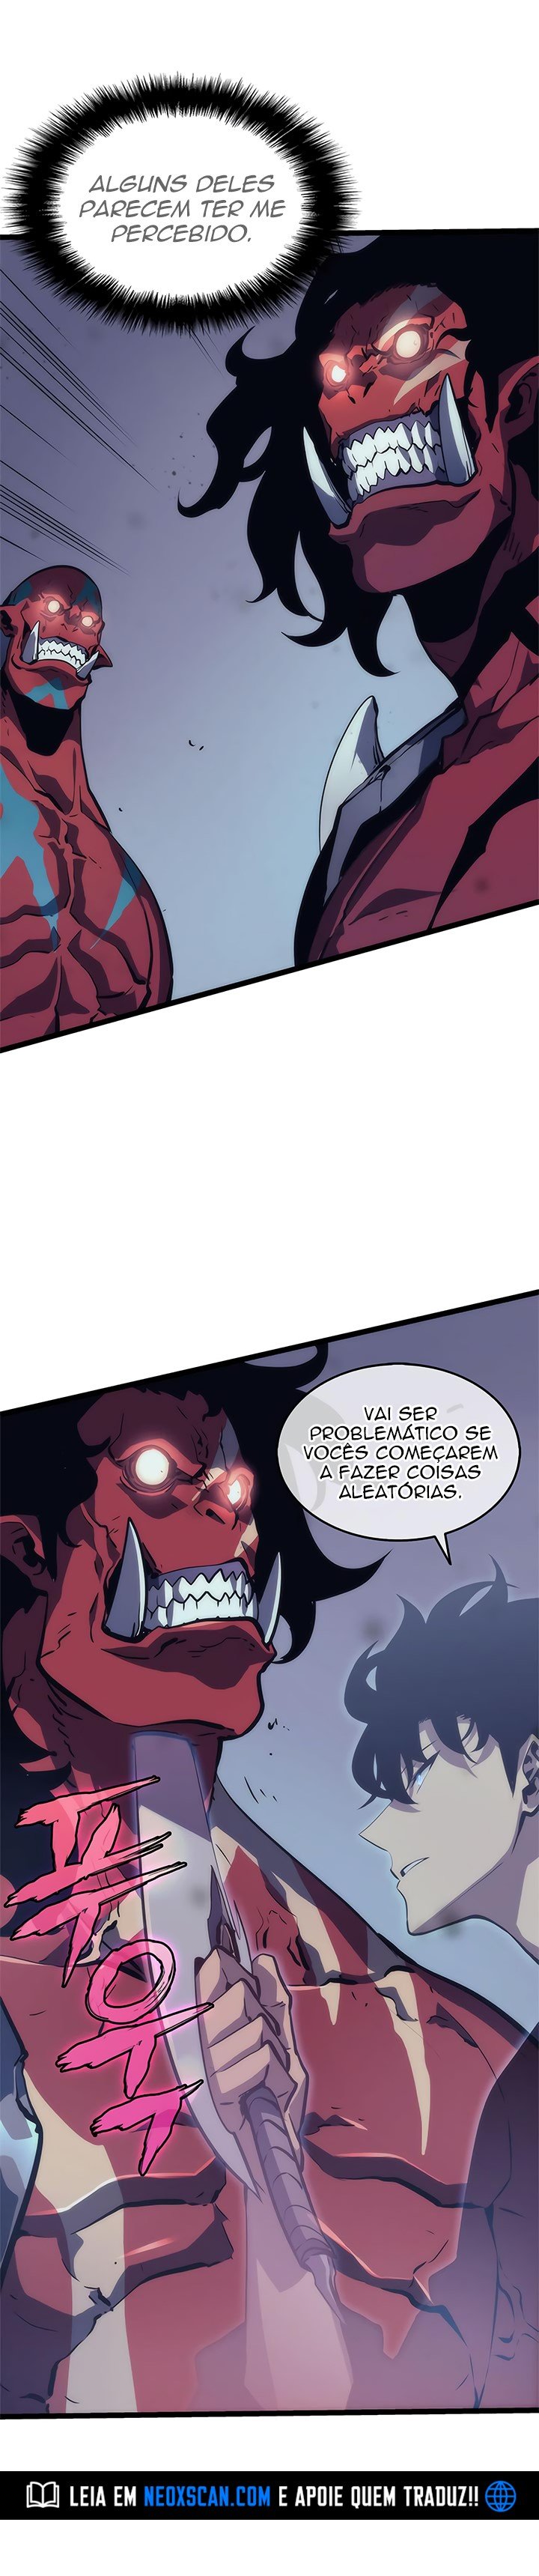 ALGUNS DELES
PARECEM TER ME
PERCEBIDO.
VAI SER
PROBLEMÁTICO SE
VOCÊS COMEÇAREM
A FAZER COISAS
ALEATÓRIAS.
LEIA EM NEOXSCAN.COM E APOIE QUEM TRADUZ!!